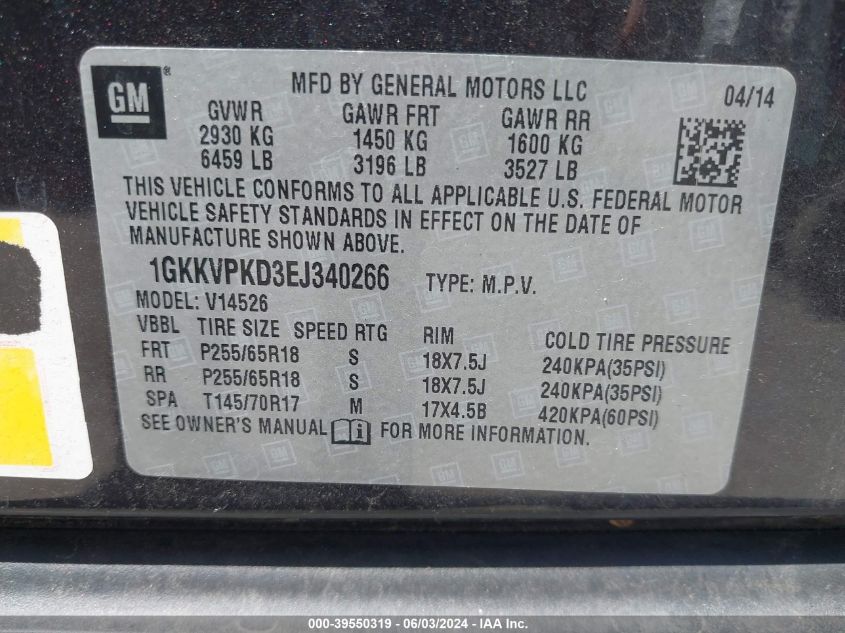 GM ®
MFD BY GENERAL MOTORS LLC
04/14
GVWR GAWR FRT GAWR RR
2930 KG 1450 KG 1600 KG
6459 LB 3196 LB 3527 LB
THIS VEHICLE CONFORMS TO ALL APPLICABLE U.S. FEDERAL MOTOR
VEHICLE SAFETY STANDARDS IN EFFECT ON THE DATE OF
MANUFACTURE SHOWN ABOVE.
1GKKVPKD3EJ340266 TYPE: M.P.V.
MODEL: V14526
VBBL TIRE SIZE SPEED RTG RIM COLD TIRE PRESSURE
FRT P255/65R18 S 18X7.5J 240KPA(35PSI)
RR P255/65R18 S 18X7.5J 240KPA(35PSI)
SPA T145/70R17 M 17X4.5B 420KPA(60PSI)
SEE OWNER'S MANUAL i FOR MORE INFORMATION.
000-39550319 - 06/03/2024 - IAA Inc.